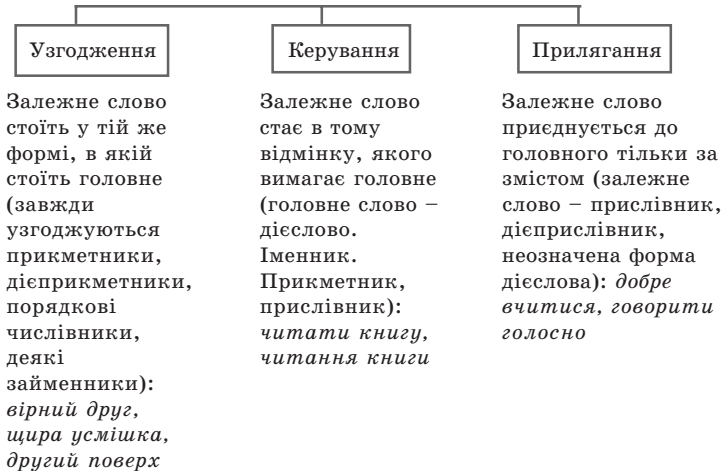 Узгодження
Залежне слово
стоїть у тій же
формі, в якій
стоїть головне
(завжди
узгоджуються
прикметники,
дієприкметники,
порядкові
числівники,
деякі
займенники):
вірний друг,
щира усмішка,
другий поверх
Керування
Залежне слово
стає в тому
відмінку, якого
вимагає головне
(головне слово –
дієслово.
Іменник.
Прикметник,
прислівник):
читати книгу,
читання книги
Прилягання
Залежне слово
приєднується до
головного тільки за
змістом (залежне
слово – прислівник,
дієприслівник,
неозначена форма
дієслова): добре
вчитися, говорити
голосно